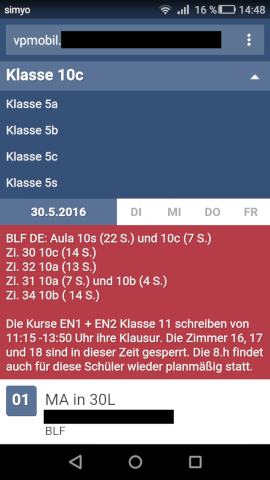 simyo 16 % 14:48
vpmobil.
Klasse 10c
Klasse 5a
Klasse 5b
Klasse 5c
Klasse 5s
30.5.2016 DI MI DO FR
BLF DE: Aula 10s (22 S.) und 10c (7 S.)
Zi. 30 10c (14 S.)
Zi. 32 10a (13 S.)
Zi. 31 10a (7 S.) und 10b (4 S.)
Zi. 34 10b ( 14 S.)
Die Kurse EN1 + EN2 Klasse 11 schreiben von
11:15 -13:50 Uhr ihre Klausur. Die Zimmer 16, 17
und 18 sind in dieser Zeit gesperrt. Die 8.h findet
auch für diese Schüler wieder planmäßig statt.
01 MA in 30L
BLF